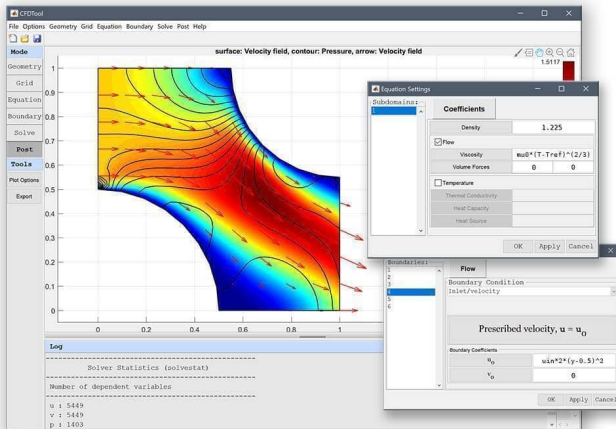 CFDTool
File Options Geometry Grid Equation Boundary Solve Post Help
Mode
Geometry
Grid
Equation
Boundary
Solve
Post
Tools
Plot Options
Export
surface: Velocity field, contour: Pressure, arrow: Velocity field
1.5117
1
0.9
0.8
0.7
0.6
0.5
0.4
0.3
0.2
0.1
0
0 0.2 0.4 0.6 0.8 1
Log
Solver Statistics (solvestat)
Number of dependent variables
u : 5449
v : 5449
p : 1403
Equation Settings
Subdomains:
1
Coefficients
Density 1.225
Flow
Viscosity mu0*(T-Tref)^(2/3)
Volume Forces 0 0
Temperature
Thermal Conductivity
Heat Capacity
Heat Source
OK Apply Cancel
Boundaries:
1
2
3
4
5
6
Flow
Boundary Condition
Inlet/velocity
Prescribed velocity, u = u0
Boundary Coefficients
u0 uin*2*(y-0.5)^2
v0 0
OK Apply Cancel